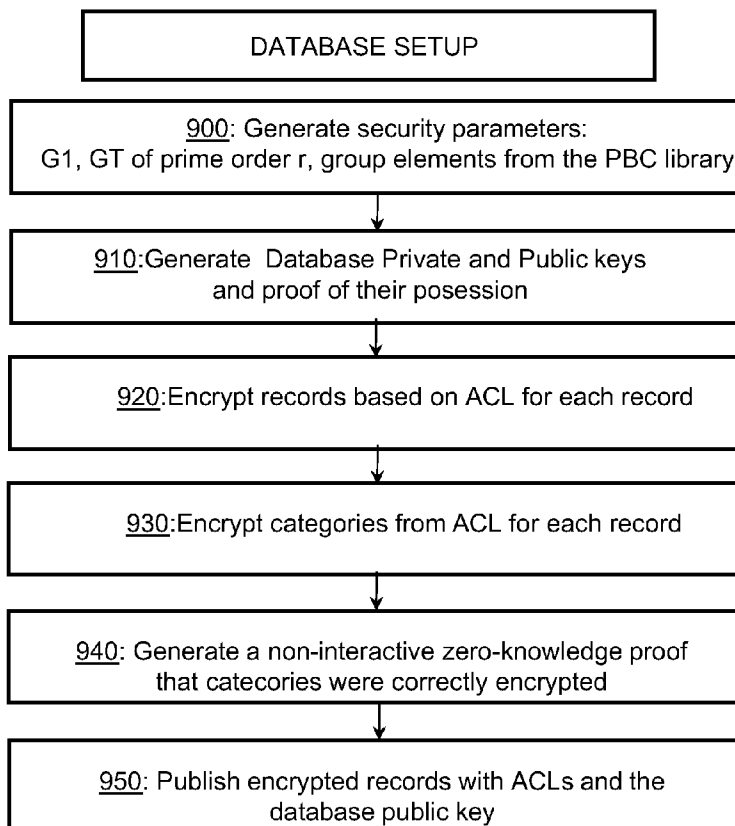 DATABASE SETUP
900: Generate security parameters:
G1, GT of prime order r, group elements from the PBC library
910:Generate Database Private and Public keys
and proof of their posession
920:Encrypt records based on ACL for each record
930:Encrypt categories from ACL for each record
940: Generate a non-interactive zero-knowledge proof
that catecories were correctly encrypted
950: Publish encrypted records with ACLs and the
database public key